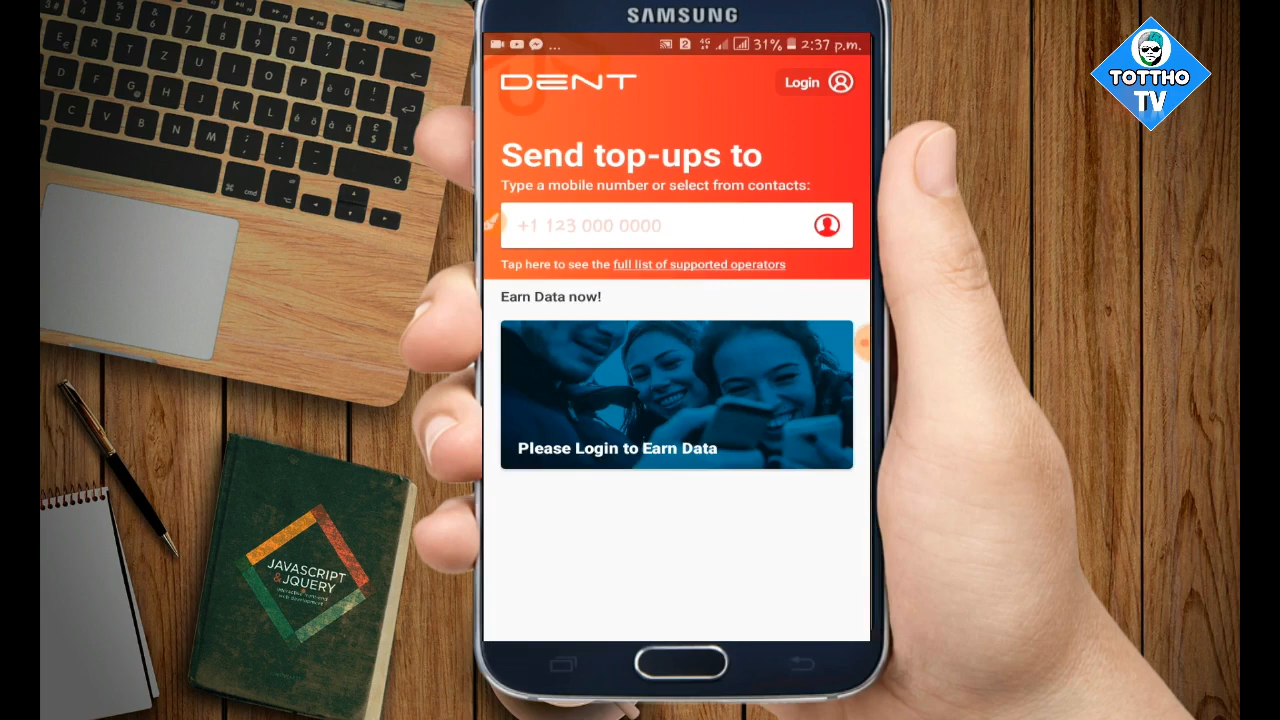 SAMSUNG
... 31% 2:37 p.m.
DENT
Login
Send top-ups to
Type a mobile number or select from contacts:
+1 123 000 0000
Tap here to see the full list of supported operators
Earn Data now!
Please Login to Earn Data
TOTTHO
TV
JAVASCRIPT
&JQUERY